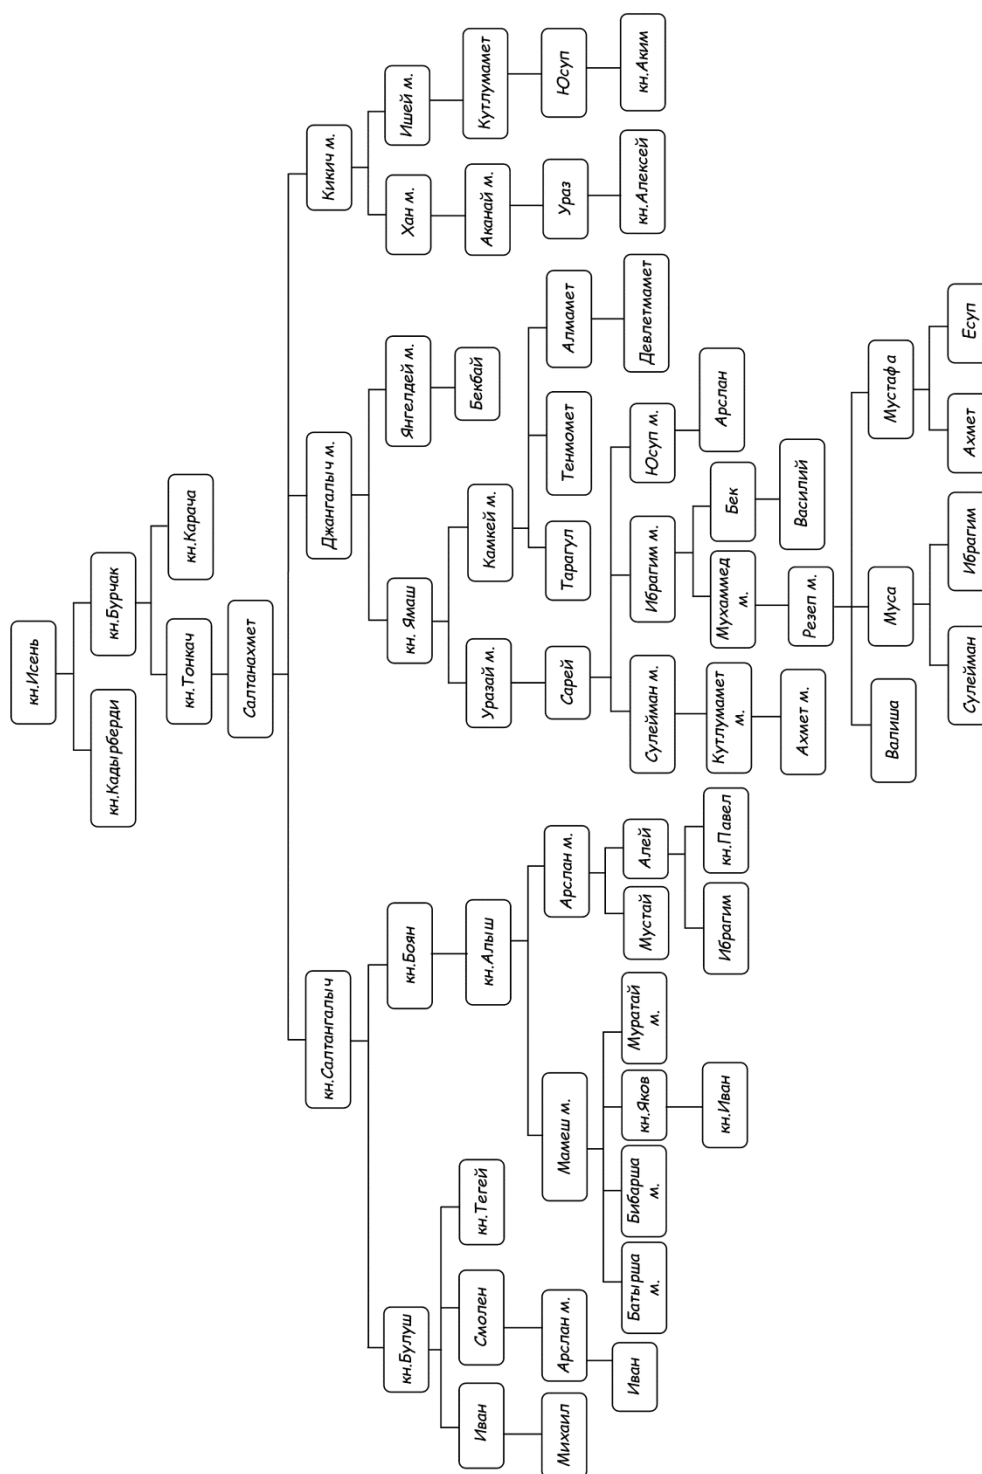 кн.Исень
кн.Кадырберди
кн.Бурчак
кн.Тонкач
кн.Карача
Салтанахмет
кн.Салтангалыч
Джангалыч м.
Кикич м.
кн.Булуш
кн.Боян
кн. Ямаш
Янгелдей м.
Хан м.
Ишей м.
Иван
Смолен
кн.Тегей
кн.Алыш
Уразай м.
Камкей м.
Бекбай
Аканай м.
Кутлумамет
Михаил
Арслан м.
Мамеш м.
Арслан м.
Сарей
Тарагул
Тенмомет
Алмамет
Ураз
Юсуп
Иван
Батырша
м.
Бибарша
м.
кн.Яков
Муратай
м.
Мустай
Алей
Сулейман м.
Ибрагим м.
Юсуп м.
Девлетмамет
кн.Алексей
кн.Аким
кн.Иван
Ибрагим
кн.Павел
Кутлумамет
м.
Мухаммед
м.
Бек
Арслан
Ахмет м.
Резеп м.
Василий
Валиша
Муса
Мустафа
Сулейман
Ибрагим
Ахмет
Есуп